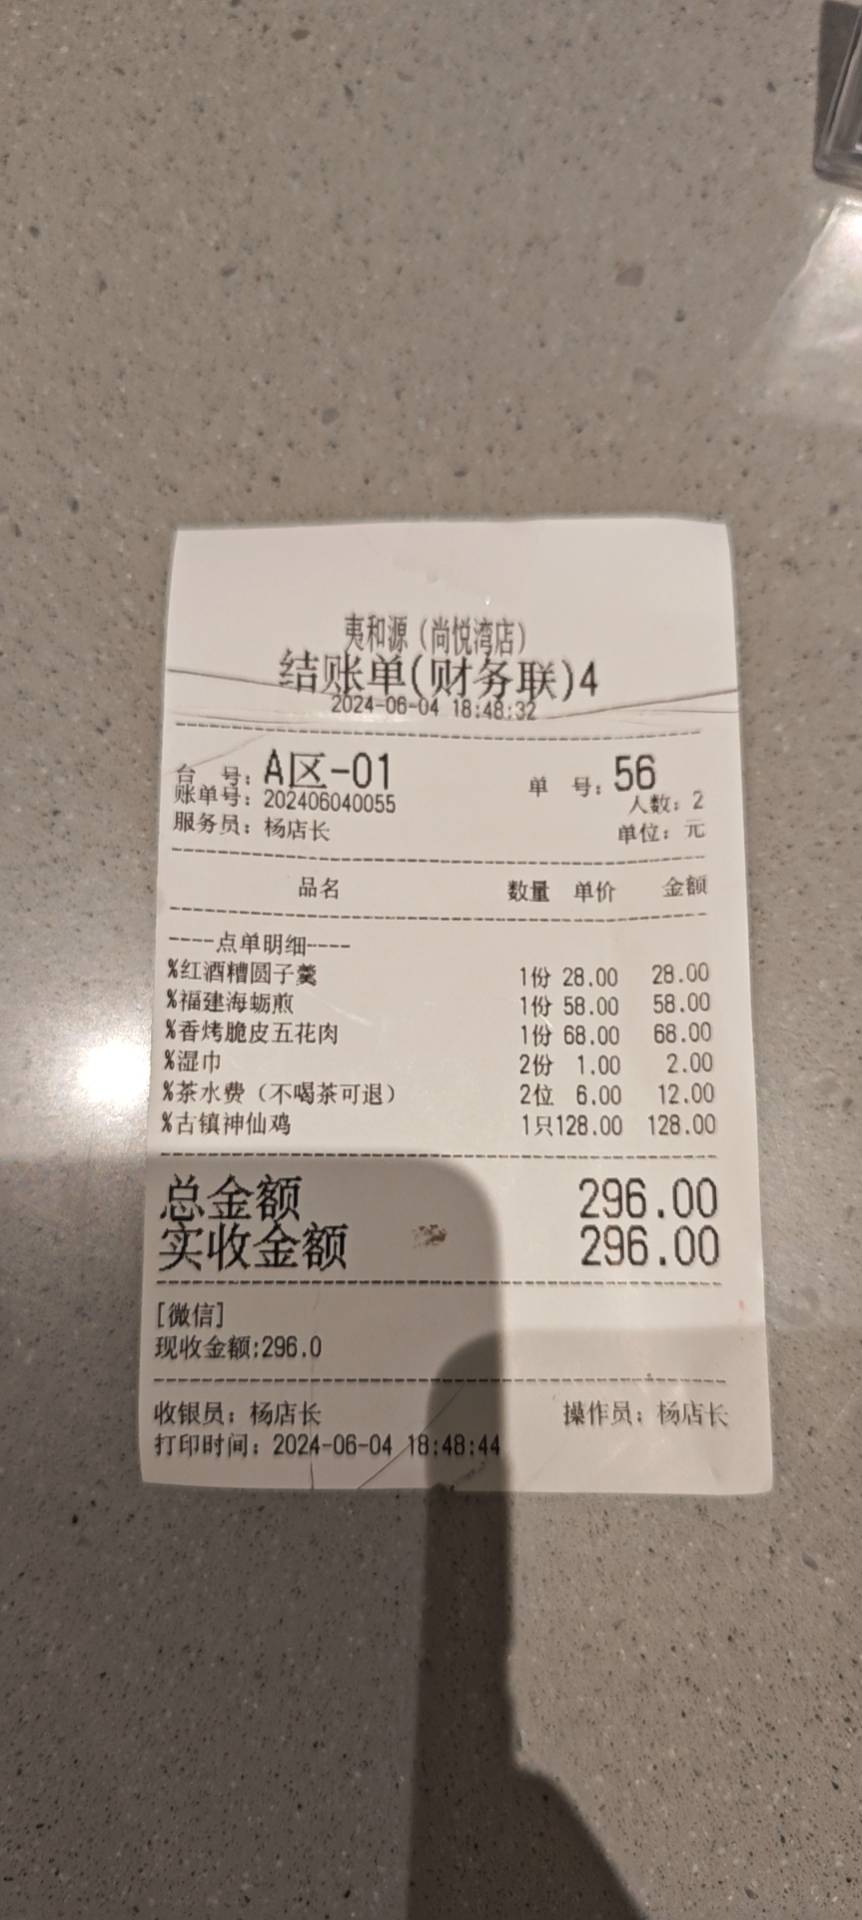 夷和源（尚悦湾店）
结账单(财务联)4
2024-06-04 18:48:32
台 号：A区-01 单 号：56
账单号：202406040055 人数：2
服务员：杨店长 单位：元
品名 数量 单价 金额
----点单明细----
%红酒糟圆子羹 1份 28.00 28.00
%福建海蛎煎 1份 58.00 58.00
%香烤脆皮五花肉 1份 68.00 68.00
%湿巾 2份 1.00 2.00
%茶水费（不喝茶可退） 2位 6.00 12.00
%古镇神仙鸡 1只 128.00 128.00
总金额 296.00
实收金额 296.00
[微信]
现收金额:296.0
收银员：杨店长 操作员：杨店长
打印时间：2024-06-04 18:48:44